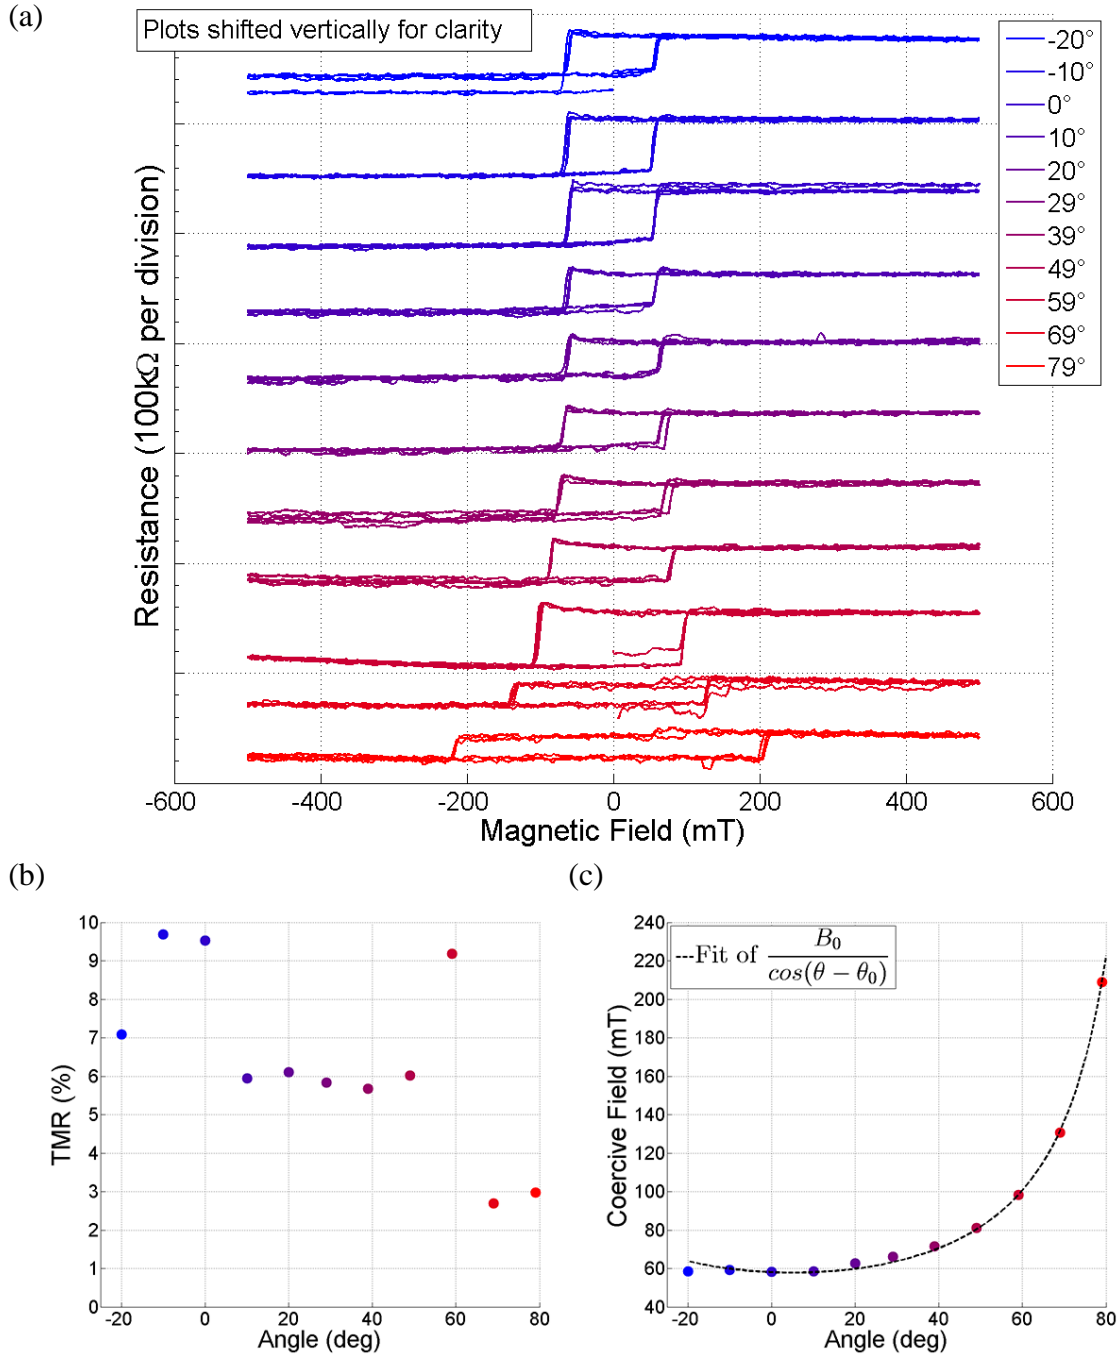 (a)
Plots shifted vertically for clarity
-20°
-10°
0°
10°
20°
29°
39°
49°
59°
69°
79°
Resistance (100kΩ per division)
-600 -400 -200 0 200 400 600
Magnetic Field (mT)
(b)
10
9
8
7
6
5
4
3
2
1
0
TMR (%)
-20 0 20 40 60 80
Angle (deg)
(c)
240
220
200
180
160
140
120
100
80
60
40
Coercive Field (mT)
---Fit of B₀ / cos(θ − θ₀)
-20 0 20 40 60 80
Angle (deg)